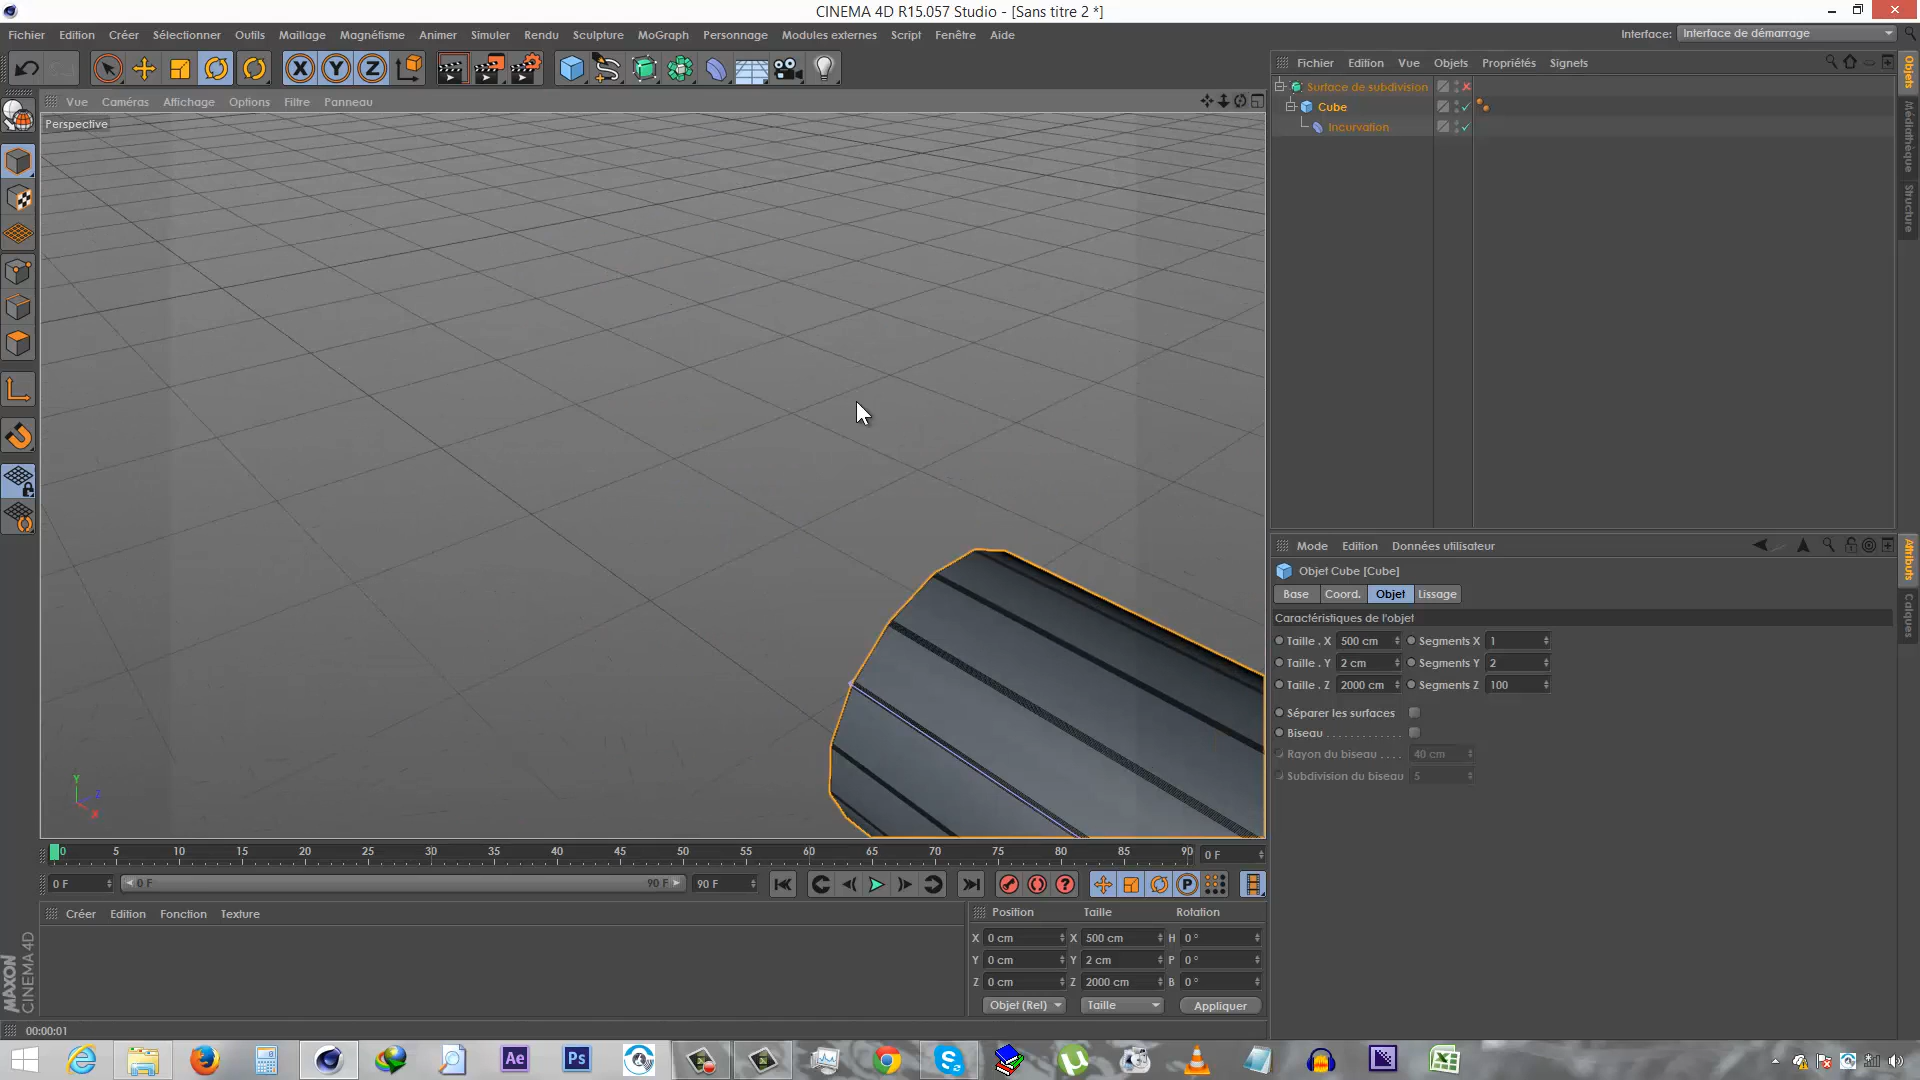 CINEMA 4D R15.057 Studio - [Sans titre 2 *]
Fichier Edition Créer Sélectionner Outils Maillage Magnétisme Animer Simuler Rendu MoGraph Personnage Modules externes Script Fenêtre Aide
Interface: Interface de démarrage
X Y Z
Fichier Edition Vue Objets Propriétés Signets
Surface de subdivision
Cube
Incurvation
Objets
Médiathèque
Structure
Vue Caméras Affichage Options Filtre Panneau
Perspective
Y
Z
X
Mode Edition Données utilisateur
Objet Cube [Cube]
Base Coord. Objet Lissage
Caractéristiques de l'objet
Taille . X 500 cm Segments X 1
Taille . Y 2 cm Segments Y 2
Taille . Z 2000 cm Segments Z 100
Séparer les surfaces
Biseau . . . . . . . . . . . . .
Rayon du biseau . . . . 40 cm
Subdivision du biseau 5
Attributs
Calques
0 5 10 15 20 25 30 35 40 45 50 55 60 65 70 75 80 85 90 0 F
0 F 0 F 90 F 90 F
P
Créer Edition Fonction Texture
Position Taille Rotation
X 0 cm X 500 cm H 0 °
Y 0 cm Y 2 cm P 0 °
Z 0 cm Z 2000 cm B 0 °
Objet (Rel) Taille Appliquer
MAXON
CINEMA 4D
00:00:01
Ae Ps